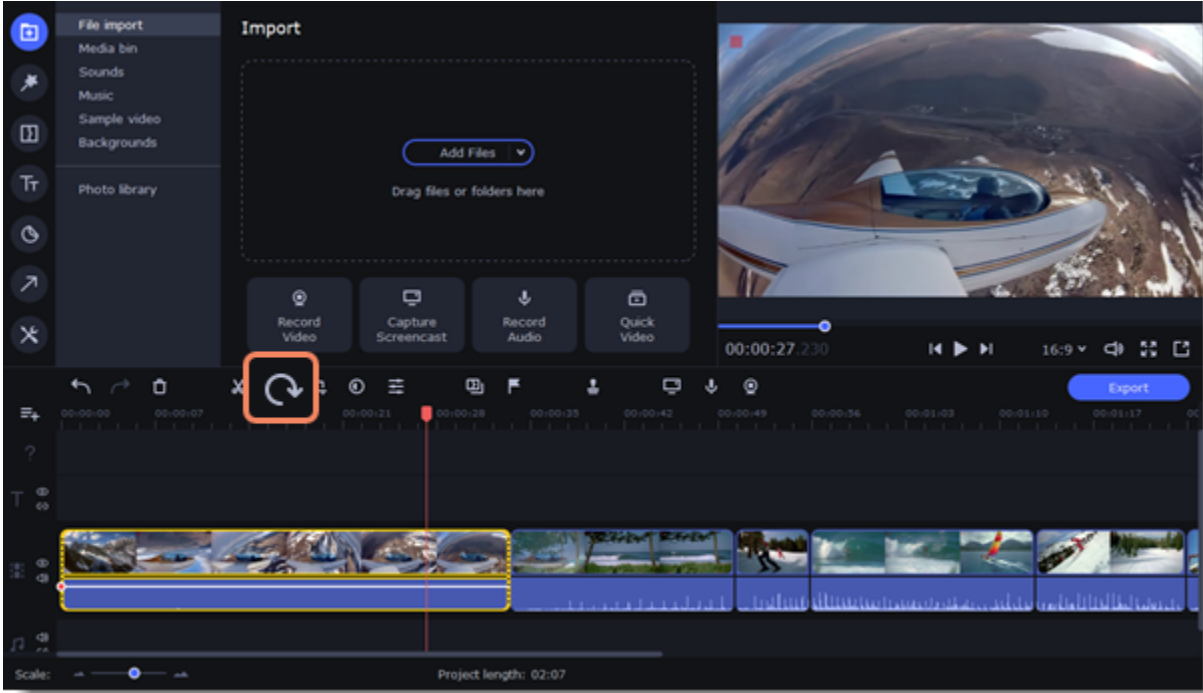 File import
Media bin
Sounds
Music
Sample video
Backgrounds
Photo library
Import
Add Files
Drag files or folders here
Record
Video
Capture
Screencast
Record
Audio
Quick
Video
00:00:27.230
16:9
Export
00:00:00
00:00:07
00:00:21
00:00:28
00:00:35
00:00:42
00:00:49
00:00:56
00:01:03
00:01:10
00:01:17
Scale:
Project length: 02:07